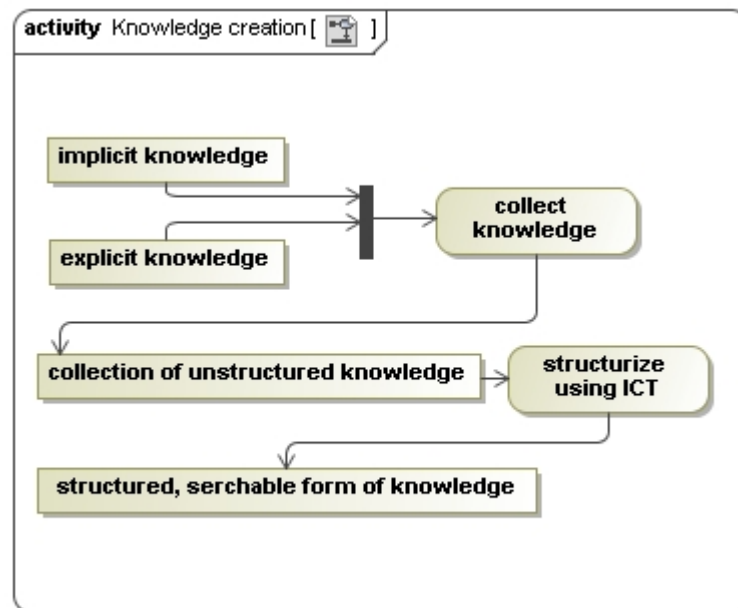 activity Knowledge creation [ ]
implicit knowledge
explicit knowledge
collect
knowledge
collection of unstructured knowledge
structurize
using ICT
structured, serchable form of knowledge